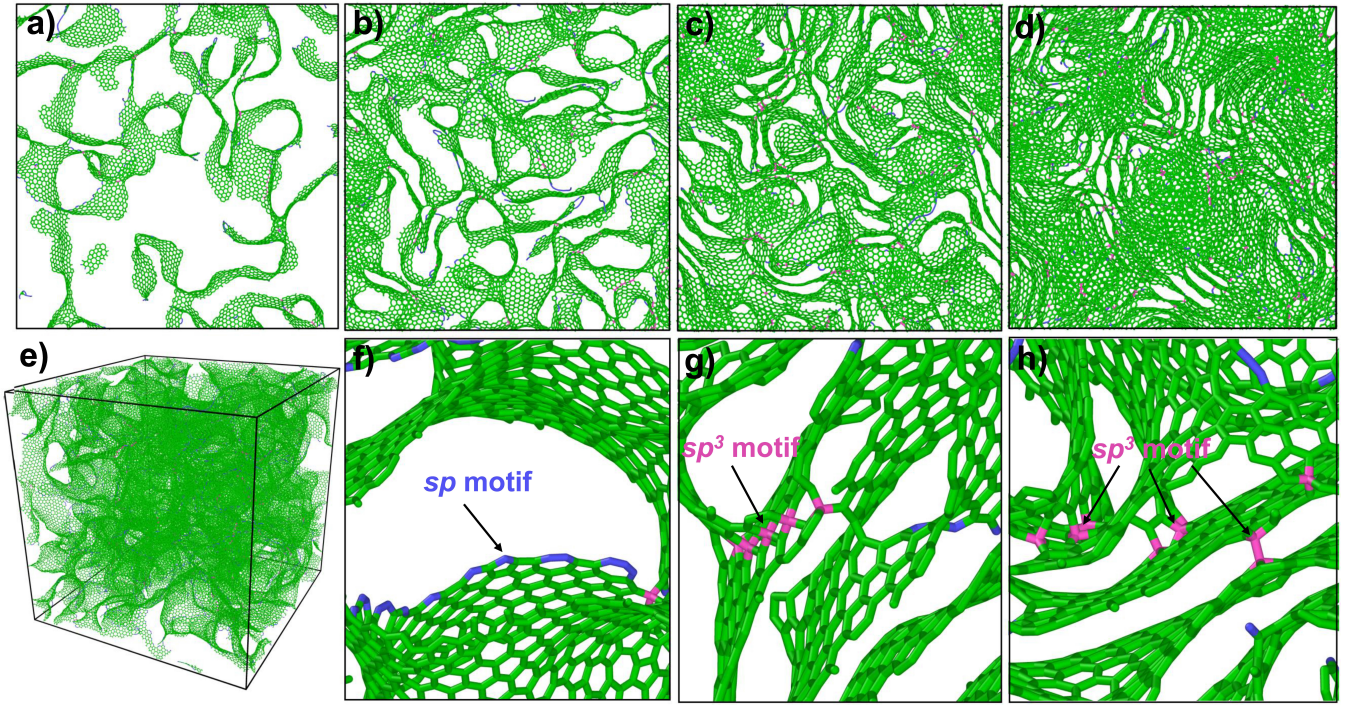 a)
b)
c)
d)
e)
f)
g)
h)
sp motif
sp³ motif
sp³ motif